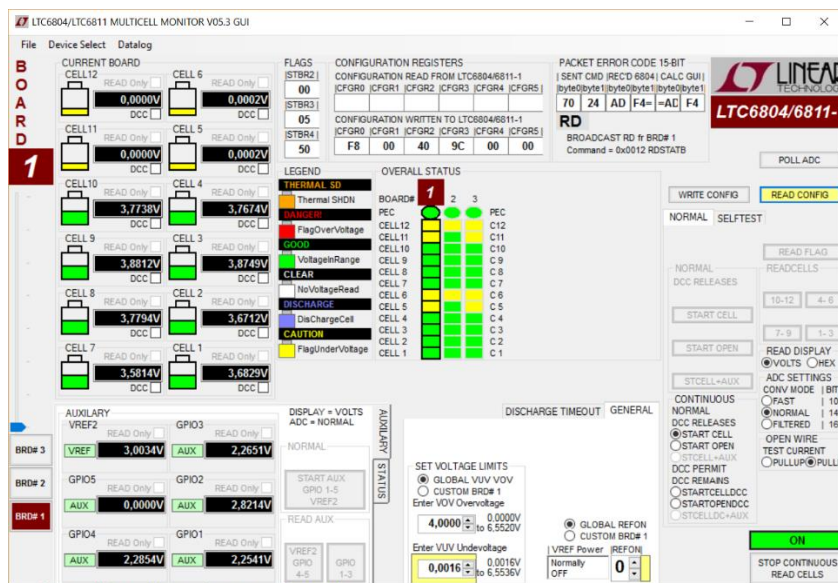 LTC6804/LTC6811 MULTICELL MONITOR V05.3 GUI
File Device Select Datalog
BOARD
1
CURRENT BOARD
CELL12 READ Only
0,0000V
DCC
CELL 6 READ Only
0,0002V
DCC
CELL11 READ Only
0,0000V
DCC
CELL 5 READ Only
0,0002V
DCC
CELL10 READ Only
3,7738V
DCC
CELL 4 READ Only
3,7674V
DCC
CELL 9 READ Only
3,8812V
DCC
CELL 3 READ Only
3,8749V
DCC
CELL 8 READ Only
3,7794V
DCC
CELL 2 READ Only
3,6712V
DCC
CELL 7 READ Only
3,5814V
DCC
CELL 1 READ Only
3,6829V
DCC
FLAGS
|STBR2|
00
|STBR3|
05
|STBR4|
50
CONFIGURATION REGISTERS
CONFIGURATION READ FROM LTC6804/6811-1
|CFGR0 |CFGR1 |CFGR2 |CFGR3 |CFGR4 |CFGR5|
CONFIGURATION WRITTEN TO LTC6804/6811-1
|CFGR0 |CFGR1 |CFGR2 |CFGR3 |CFGR4 |CFGR5|
F8 00 40 9C 00 00
PACKET ERROR CODE 15-BIT
| SENT CMD |REC'D 6804 | CALC GUI |
|byte0|byte1|byte0|byte1|byte0|byte1|
70 24 AD F4= =AD F4
RD
BROADCAST RD fr BRD# 1
Command = 0x0012 RDSTATB
LINEAR
TECHNOLOGY
LTC6804/6811-
POLL ADC
WRITE CONFIG
READ CONFIG
NORMAL SELFTEST
READ FLAG
NORMAL
DCC RELEASES
START CELL
START OPEN
STCELL+AUX
READCELLS
10-12 4- 6
7- 9 1- 3
READ DISPLAY
VOLTS HEX
ADC SETTINGS
CONV MODE | BIT
FAST | 10
NORMAL | 14
FILTERED | 16
OPEN WIRE
TEST CURRENT
PULLUP PULL
CONTINUOUS
NORMAL
DCC RELEASES
START CELL
START OPEN
STCELL+AUX
DCC PERMIT
DCC REMAINS
STARTCELLDCC
STARTOPENDCC
STCELLDC+AUX
ON
STOP CONTINUOUS
READ CELLS
LEGEND
THERMAL SD
Thermal SHDN
DANGER!
FlagOverVoltage
GOOD
VoltageInRange
CLEAR
NoVoltageRead
DISCHARGE
DisChargeCell
CAUTION
FlagUnderVoltage
OVERALL STATUS
BOARD# 1 2 3
PEC PEC
CELL12 C12
CELL11 C11
CELL10 C10
CELL 9 C 9
CELL 8 C 8
CELL 7 C 7
CELL 6 C 6
CELL 5 C 5
CELL 4 C 4
CELL 3 C 3
CELL 2 C 2
CELL 1 C 1
BRD# 3
BRD# 2
BRD# 1
AUXILARY
VREF2 READ Only
VREF 3,0034V
GPIO3 READ Only
AUX 2,2651V
GPIO5 READ Only
AUX 0,0000V
GPIO2 READ Only
AUX 2,8214V
GPIO4 READ Only
AUX 2,2854V
GPIO1 READ Only
AUX 2,2541V
DISPLAY = VOLTS
ADC = NORMAL
NORMAL
START AUX
GPIO 1-5
VREF2
READ AUX
VREF2
GPIO
4-5
GPIO
1-3
AUXILARY
STATUS
DISCHARGE TIMEOUT GENERAL
SET VOLTAGE LIMITS
GLOBAL VUV VOV
CUSTOM BRD# 1
Enter VOV Overvoltage
4,0000 0,0000V
to 6,5520V
Enter VUV Undevoltage
0,0016 0,0016V
to 6,5536V
GLOBAL REFON
CUSTOM BRD# 1
| VREF Power |REFON|
Normally
OFF
0